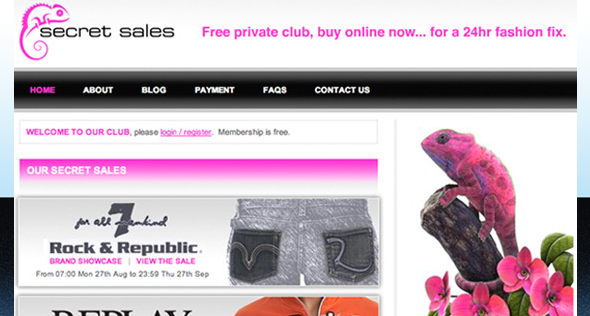 secret sales
Free private club, buy online now... for a 24hr fashion fix.
HOME ABOUT BLOG PAYMENT FAQS CONTACT US
WELCOME TO OUR CLUB, please login / register. Membership is free.
OUR SECRET SALES
7
for all mankind
Rock & Republic
BRAND SHOWCASE | VIEW THE SALE
From 07:00 Mon 27th Aug to 23:59 Thu 27th Sep
REPLAY